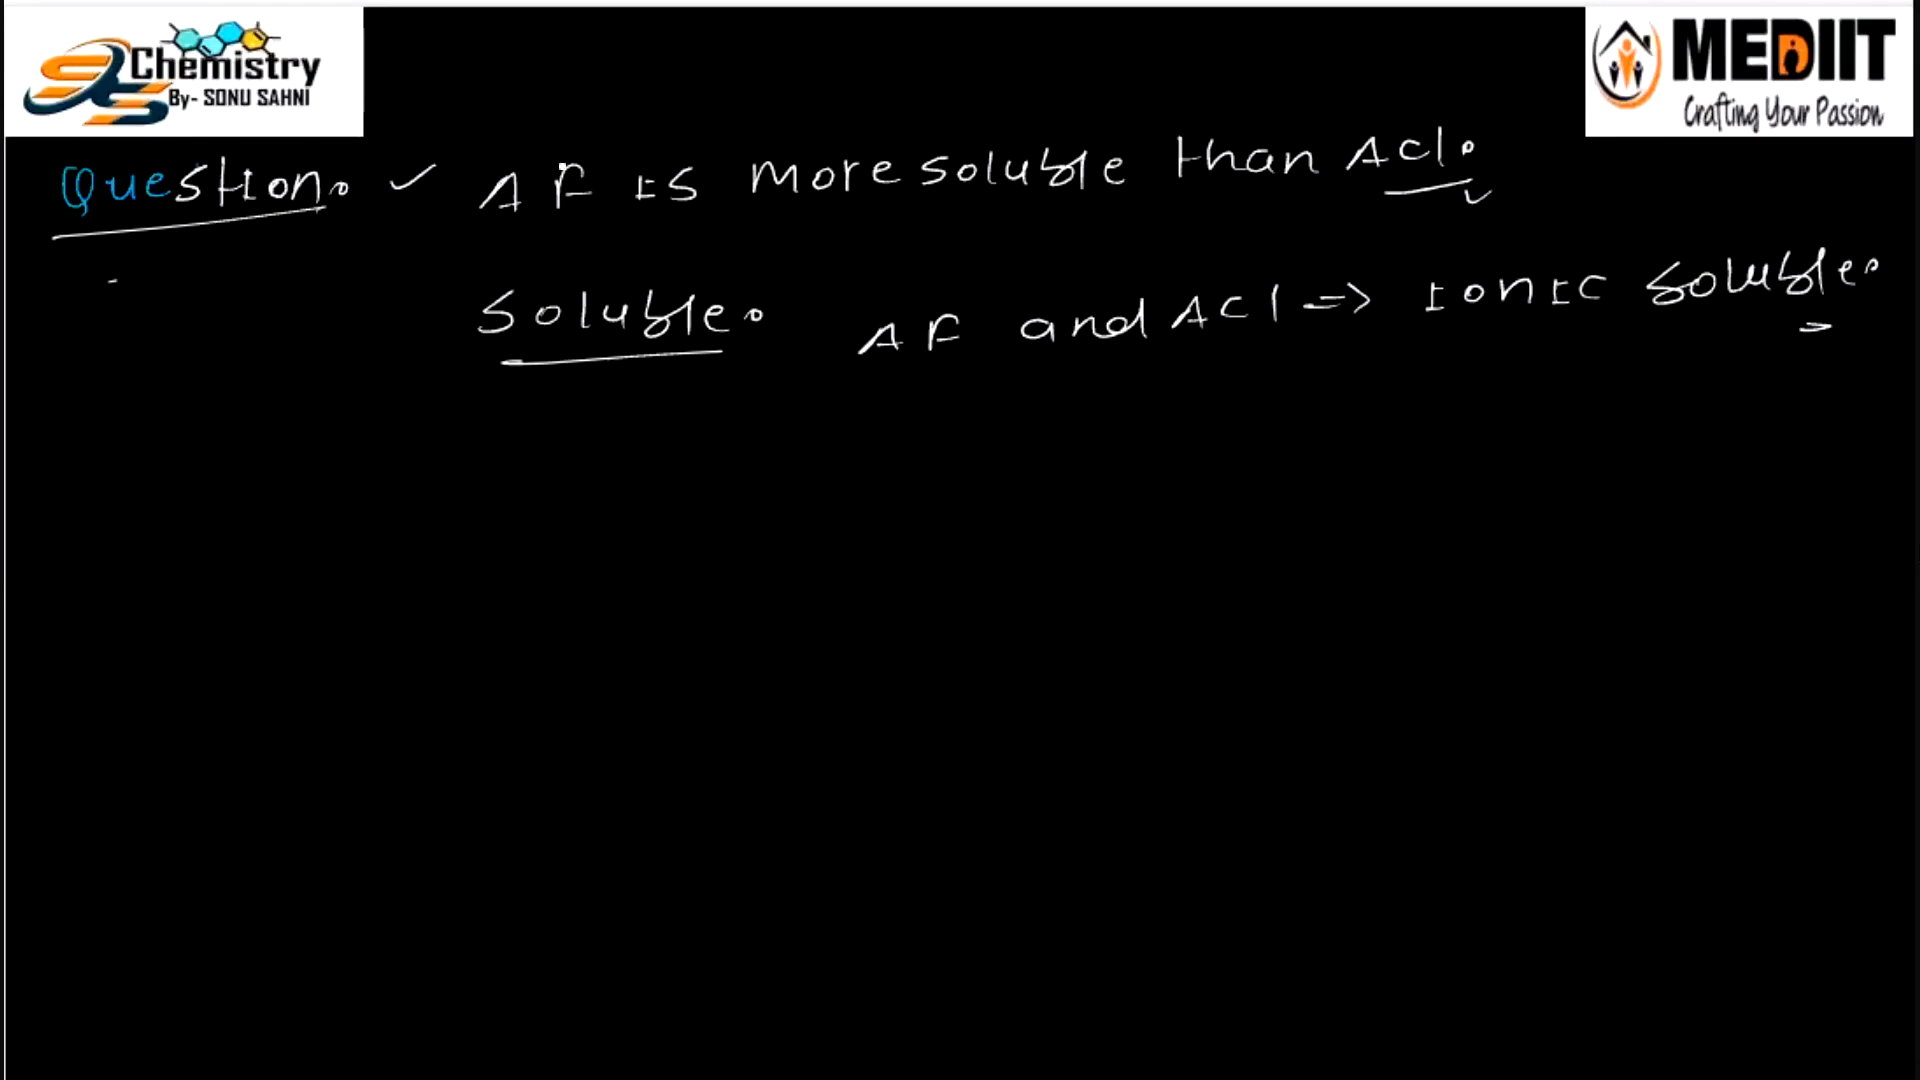 Chemistry
By- SONU SAHNI
MEDIIT
Crafting Your Passion
Question. ✓ AF is more soluble than ACl.
Soluble. AF and ACl => ionic soluble.